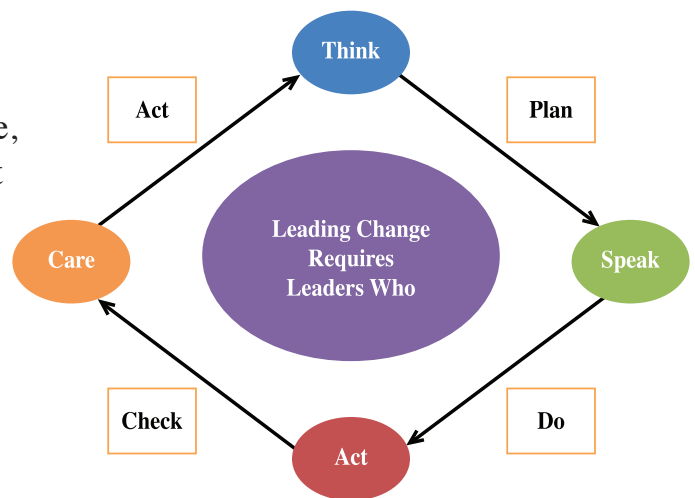 Think
Act
Plan
e,
t
Leading Change
Requires
Leaders Who
Care
Speak
Check
Do
Act